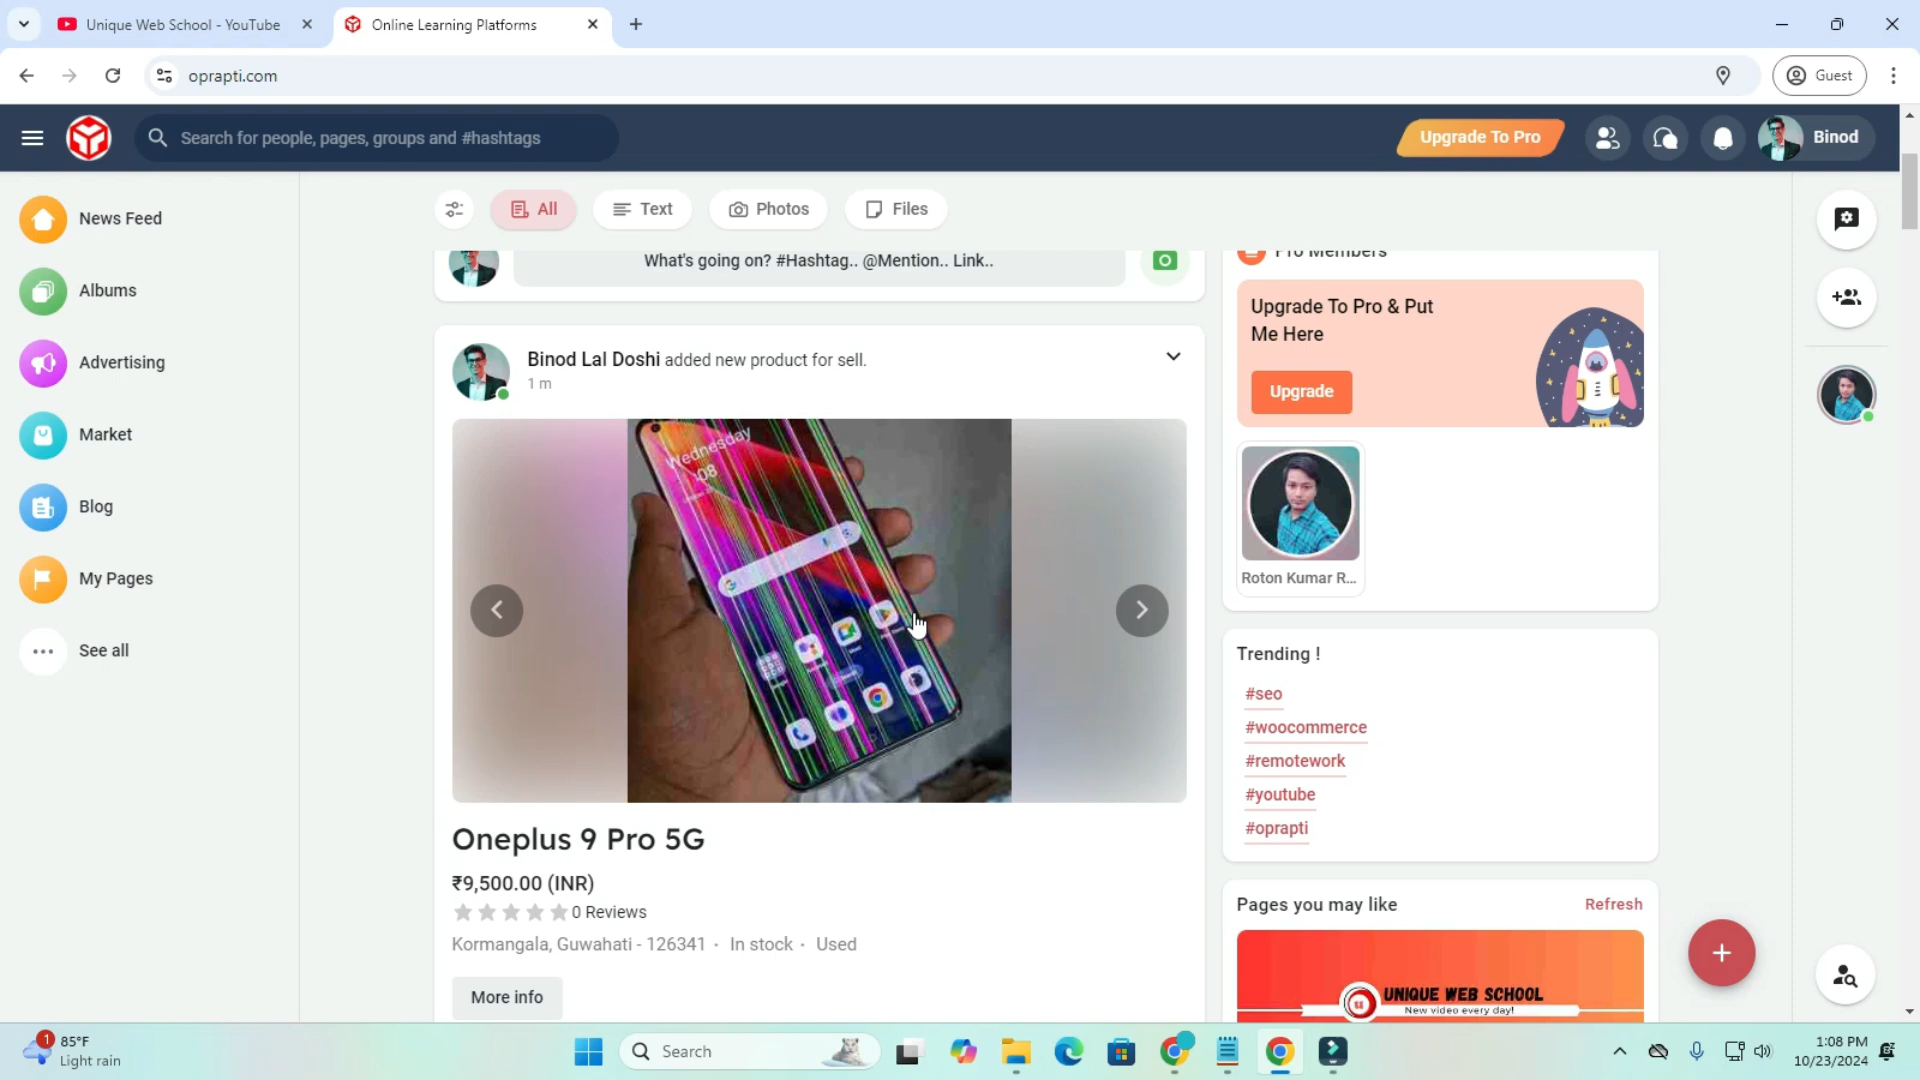 Unique Web School - YouTube
Online Learning Platforms
oprapti.com
Guest
Search for people, pages, groups and #hashtags
Upgrade To Pro
Binod
News Feed
Albums
Advertising
Market
Blog
My Pages
See all
All
Text
Photos
Files
What's going on? #Hashtag.. @Mention.. Link..
Binod Lal Doshi added new product for sell.
1 m
Wednesday
08
Oneplus 9 Pro 5G
₹9,500.00 (INR)
0 Reviews
Kormangala, Guwahati - 126341 · In stock · Used
More info
Pro Members
Upgrade To Pro & Put
Me Here
Upgrade
Roton Kumar R...
Trending !
#seo
#woocommerce
#remotework
#youtube
#oprapti
Pages you may like
Refresh
UNIQUE WEB SCHOOL
New video every day!
1
85°F
Light rain
Search
1:08 PM
10/23/2024